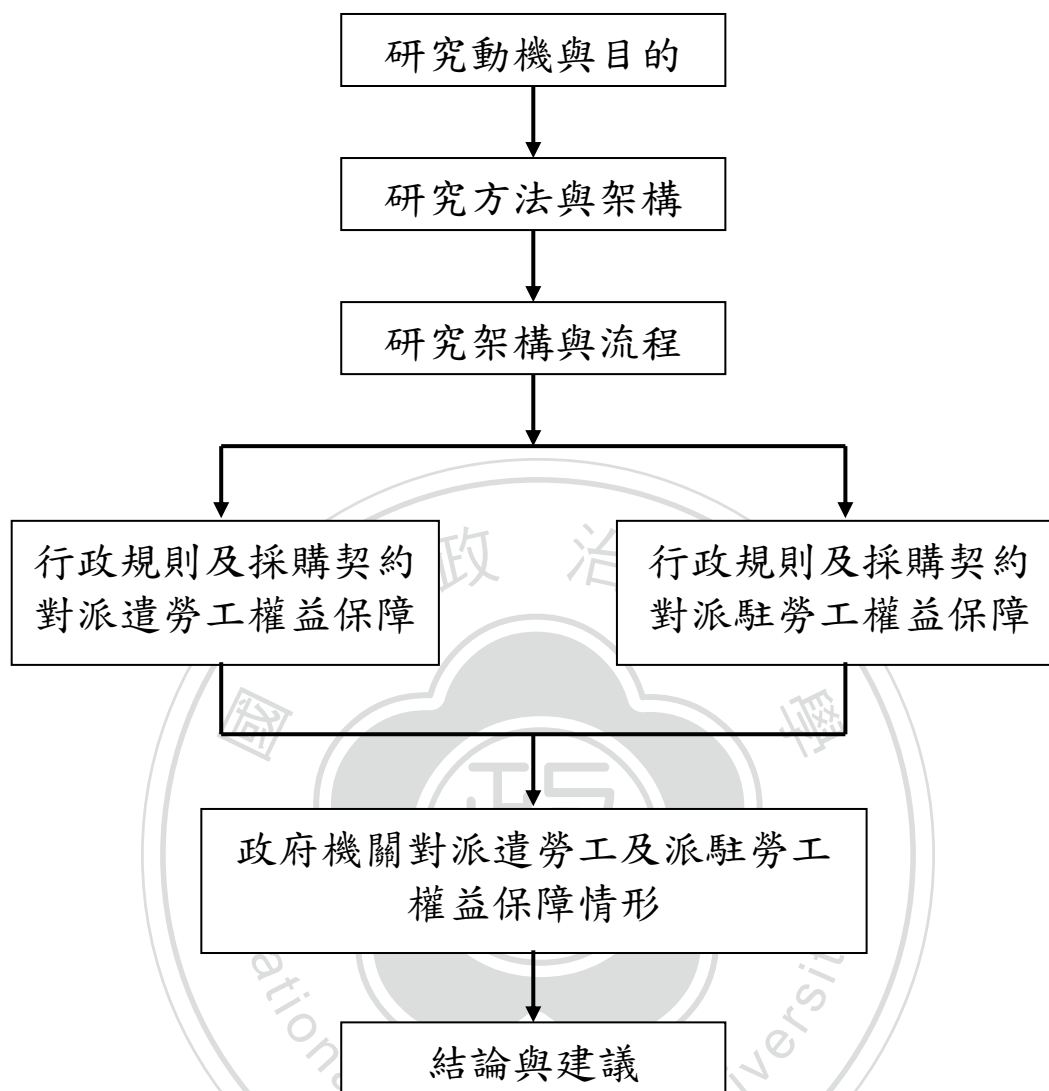 研究動機與目的
研究方法與架構
研究架構與流程
行政規則及採購契約
對派遣勞工權益保障
行政規則及採購契約
對派駐勞工權益保障
政治
國
學
政府機關對派遣勞工及派駐勞工
權益保障情形
結論與建議